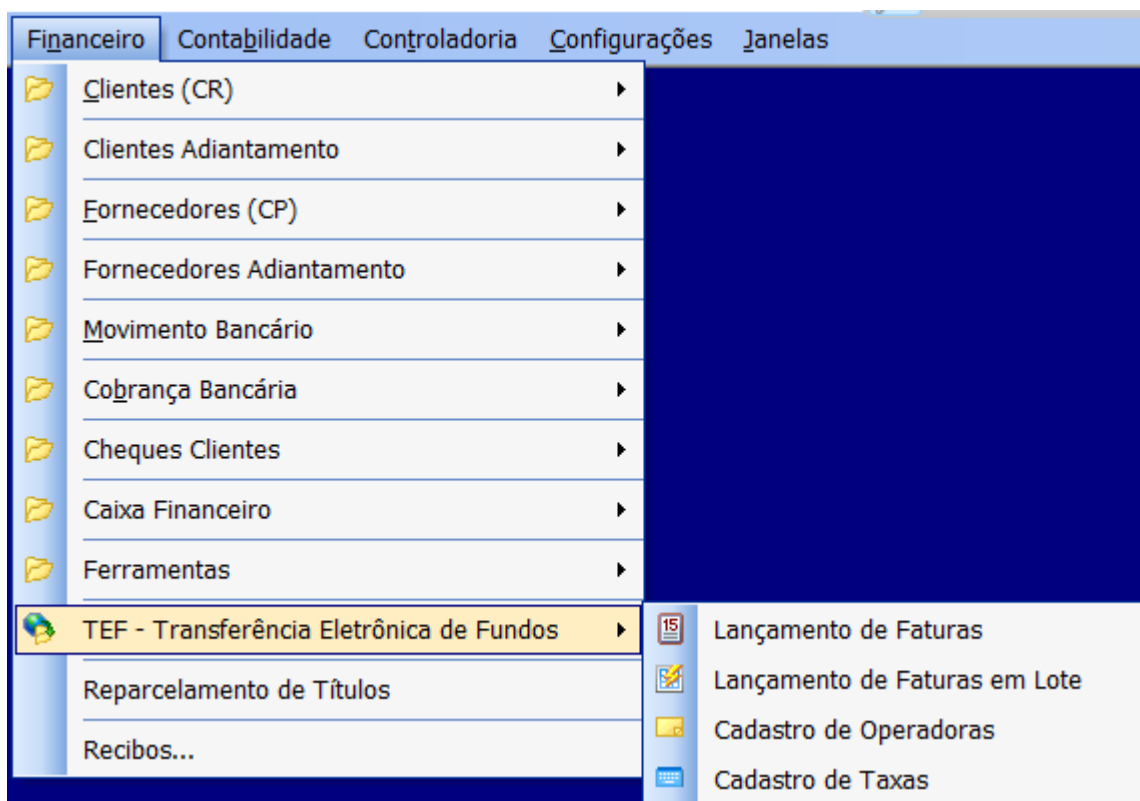 Financeiro Contabilidade Controladoria Configurações Janelas
Clientes (CR)
Clientes Adiantamento
Fornecedores (CP)
Fornecedores Adiantamento
Movimento Bancário
Cobrança Bancária
Cheques Clientes
Caixa Financeiro
Ferramentas
TEF - Transferência Eletrônica de Fundos
Reparcelamento de Títulos
Recibos...
15
Lançamento de Faturas
Lançamento de Faturas em Lote
Cadastro de Operadoras
Cadastro de Taxas